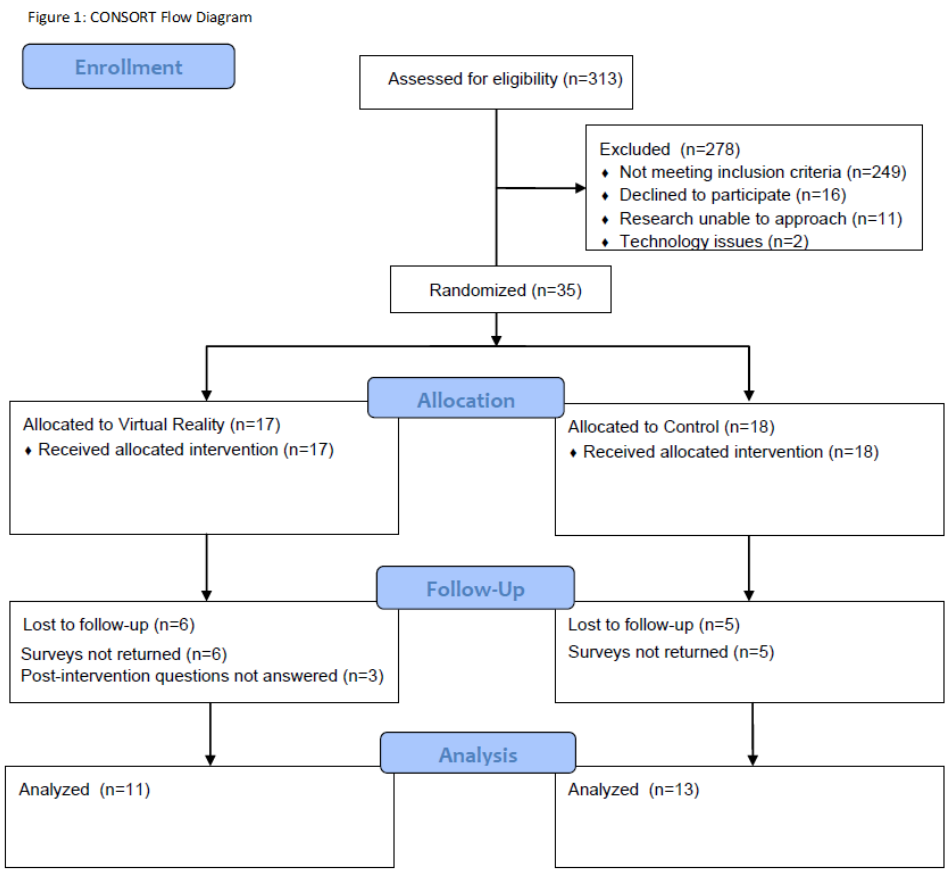 Figure 1: CONSORT Flow Diagram
Enrollment
Assessed for eligibility (n=313)
Excluded (n=278)
♦ Not meeting inclusion criteria (n=249)
♦ Declined to participate (n=16)
♦ Research unable to approach (n=11)
♦ Technology issues (n=2)
Randomized (n=35)
Allocation
Allocated to Virtual Reality (n=17)
♦ Received allocated intervention (n=17)
Allocated to Control (n=18)
♦ Received allocated intervention (n=18)
Follow-Up
Lost to follow-up (n=6)
Surveys not returned (n=6)
Post-intervention questions not answered (n=3)
Lost to follow-up (n=5)
Surveys not returned (n=5)
Analysis
Analyzed (n=11)
Analyzed (n=13)